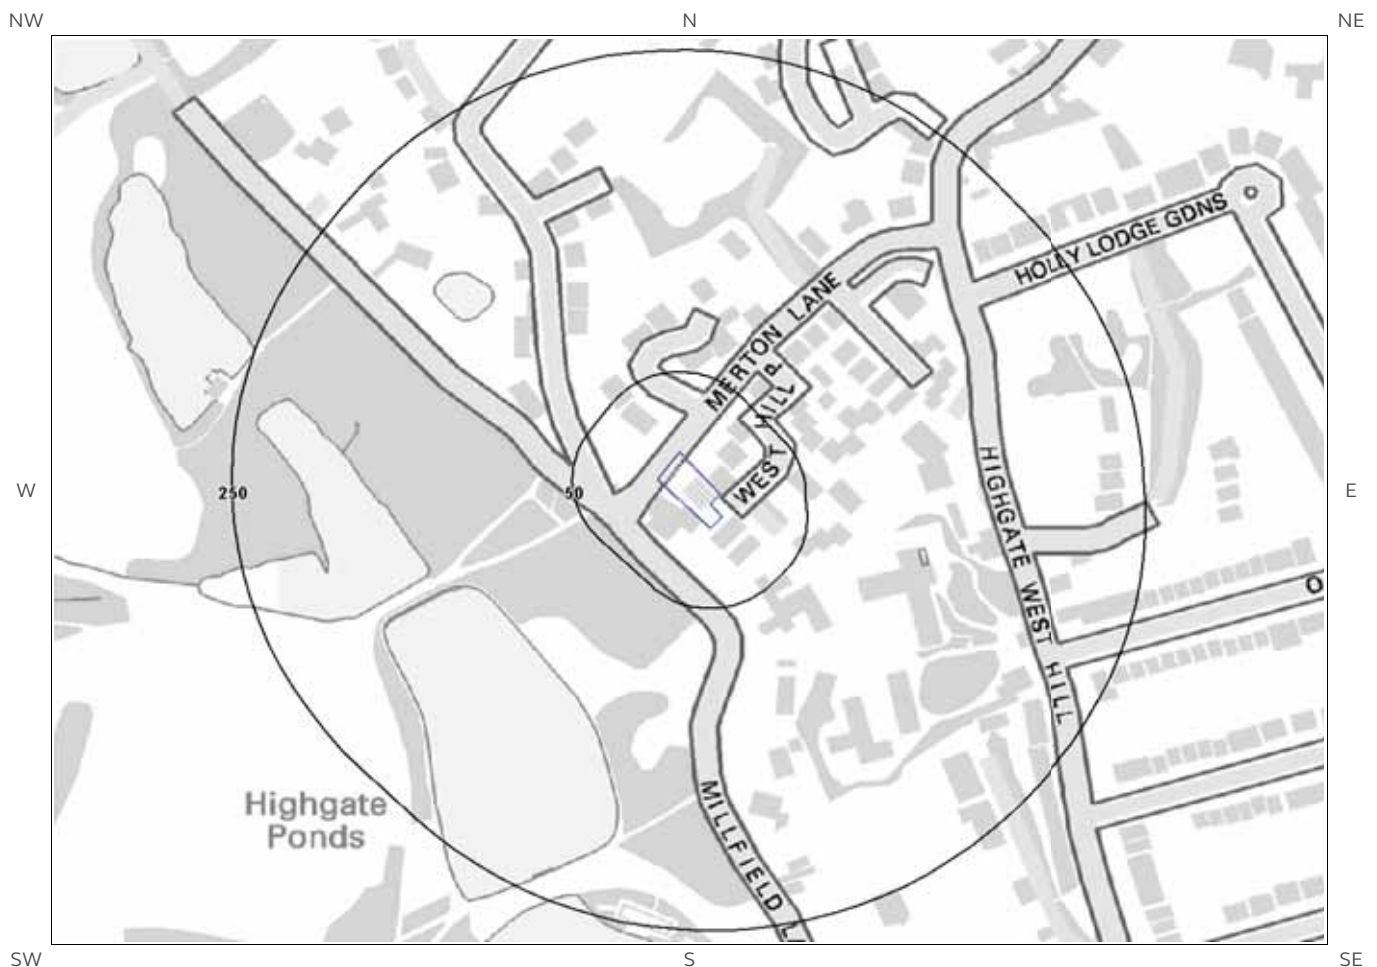 NW
N
NE
HOLLY LODGE GDNS
MERTON LANE
WEST HILL P.
HIGHGATE WEST HILL
W
250
50
E
O
Highgate
Ponds
MILLFIELD L
SW
S
SE